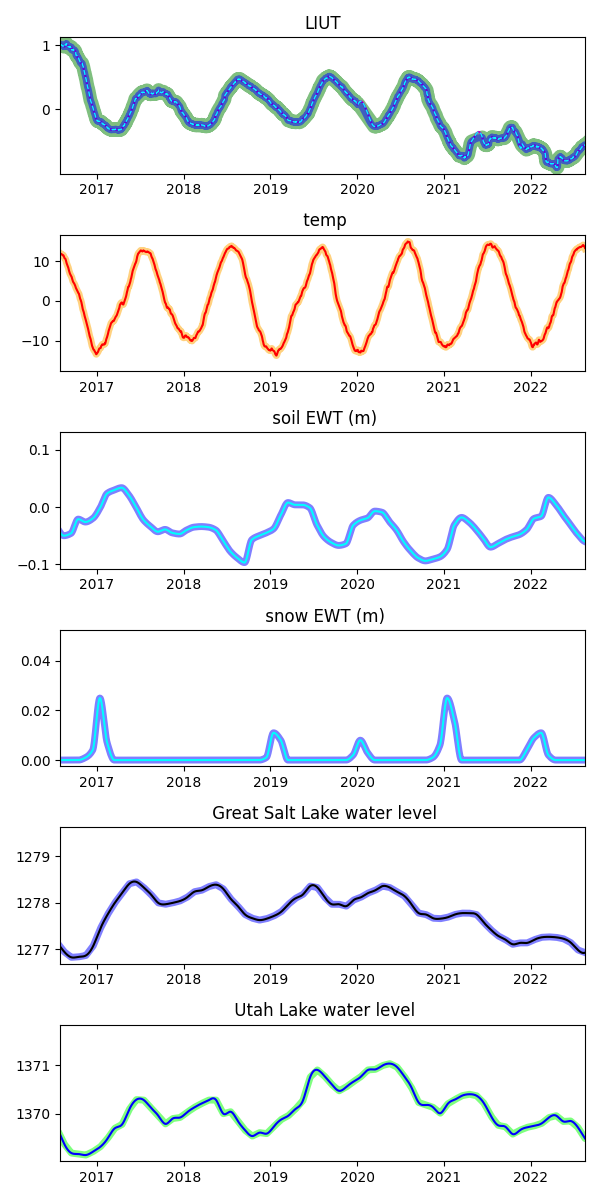 LIUT
1
0
2017 2018 2019 2020 2021 2022
temp
10
0
−10
2017 2018 2019 2020 2021 2022
soil EWT (m)
0.1
0.0
−0.1
2017 2018 2019 2020 2021 2022
snow EWT (m)
0.04
0.02
0.00
2017 2018 2019 2020 2021 2022
Great Salt Lake water level
1279
1278
1277
2017 2018 2019 2020 2021 2022
Utah Lake water level
1371
1370
2017 2018 2019 2020 2021 2022